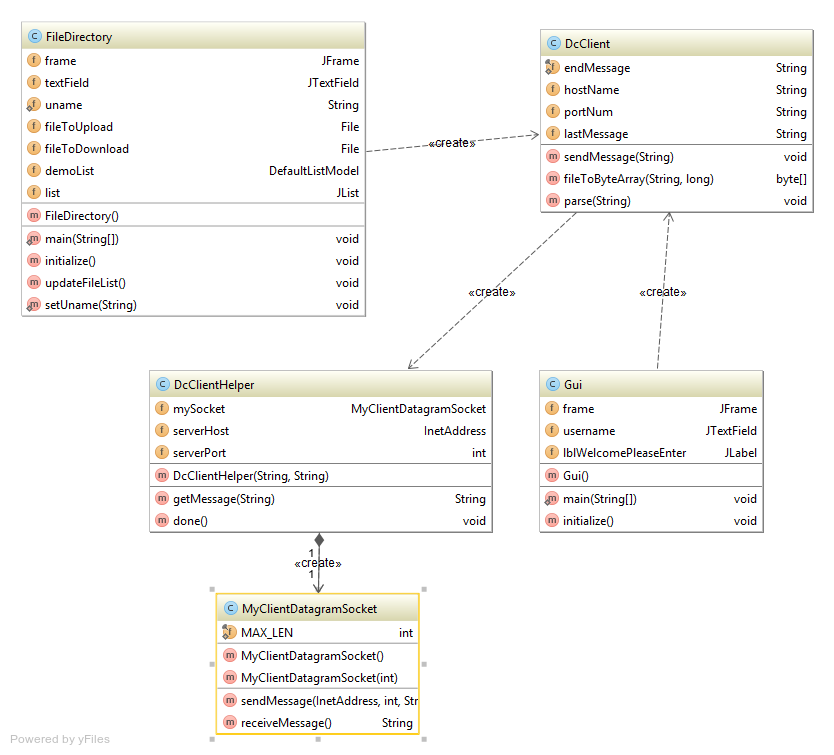 FileDirectory
frame JFrame
textField JTextField
uname String
fileToUpload File
fileToDownload File
demoList DefaultListModel
list JList
FileDirectory()
main(String[]) void
initialize() void
updateFileList() void
setUname(String) void
«create»
DcClient
endMessage String
hostName String
portNum String
lastMessage String
sendMessage(String) void
fileToByteArray(String, long) byte[]
parse(String) void
«create»
«create»
DcClientHelper
mySocket MyClientDatagramSocket
serverHost InetAddress
serverPort int
DcClientHelper(String, String)
getMessage(String) String
done() void
Gui
frame JFrame
username JTextField
lblWelcomePleaseEnter JLabel
Gui()
main(String[]) void
initialize() void
1
«create»
1
MyClientDatagramSocket
MAX_LEN int
MyClientDatagramSocket()
MyClientDatagramSocket(int)
sendMessage(InetAddress, int, Str
receiveMessage() String
Powered by yFiles